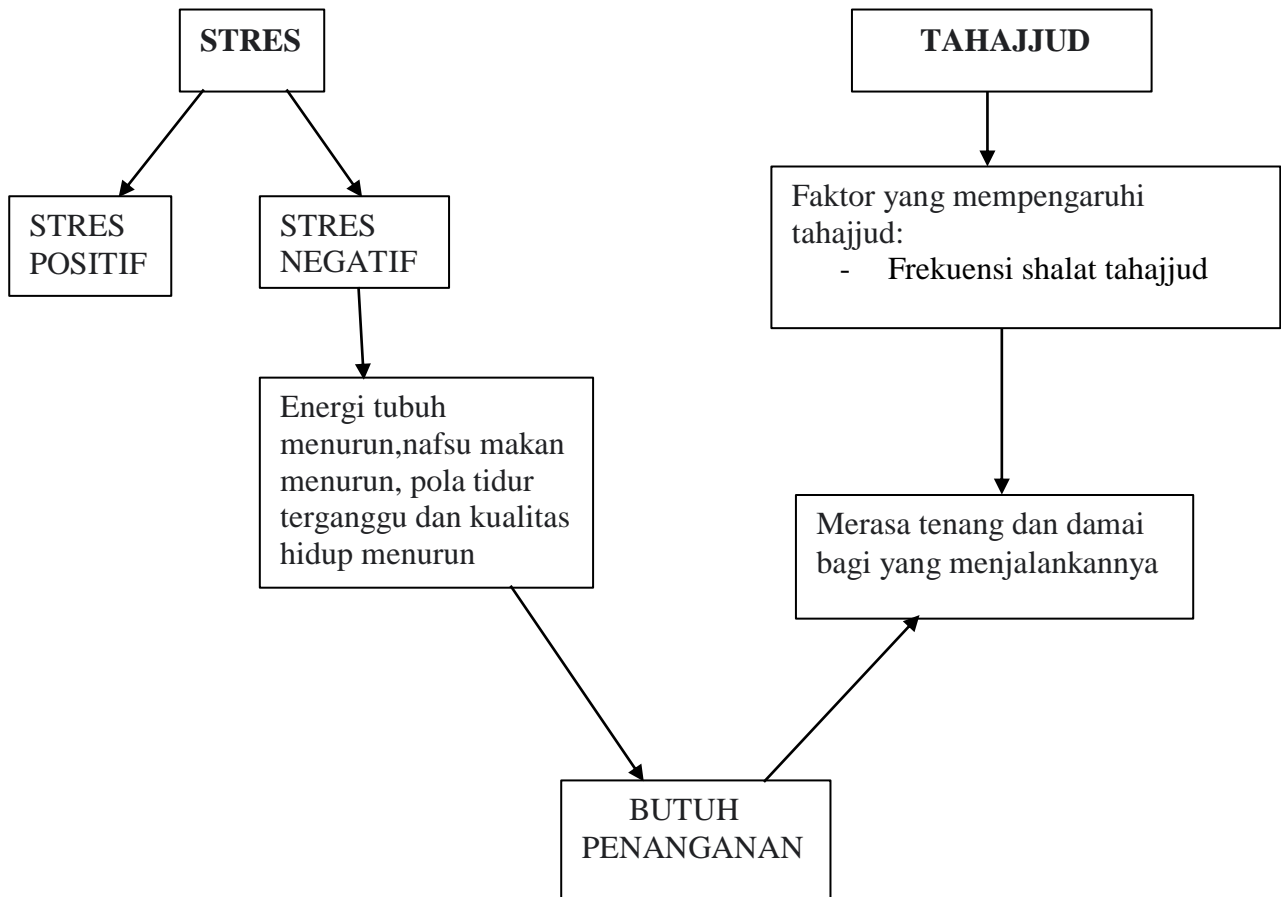 STRES
TAHAJJUD
STRES
POSITIF
STRES
NEGATIF
Faktor yang mempengaruhi
tahajjud:
- Frekuensi shalat tahajjud
Energi tubuh
menurun,nafsu makan
menurun, pola tidur
terganggu dan kualitas
hidup menurun
Merasa tenang dan damai
bagi yang menjalankannya
BUTUH
PENANGANAN